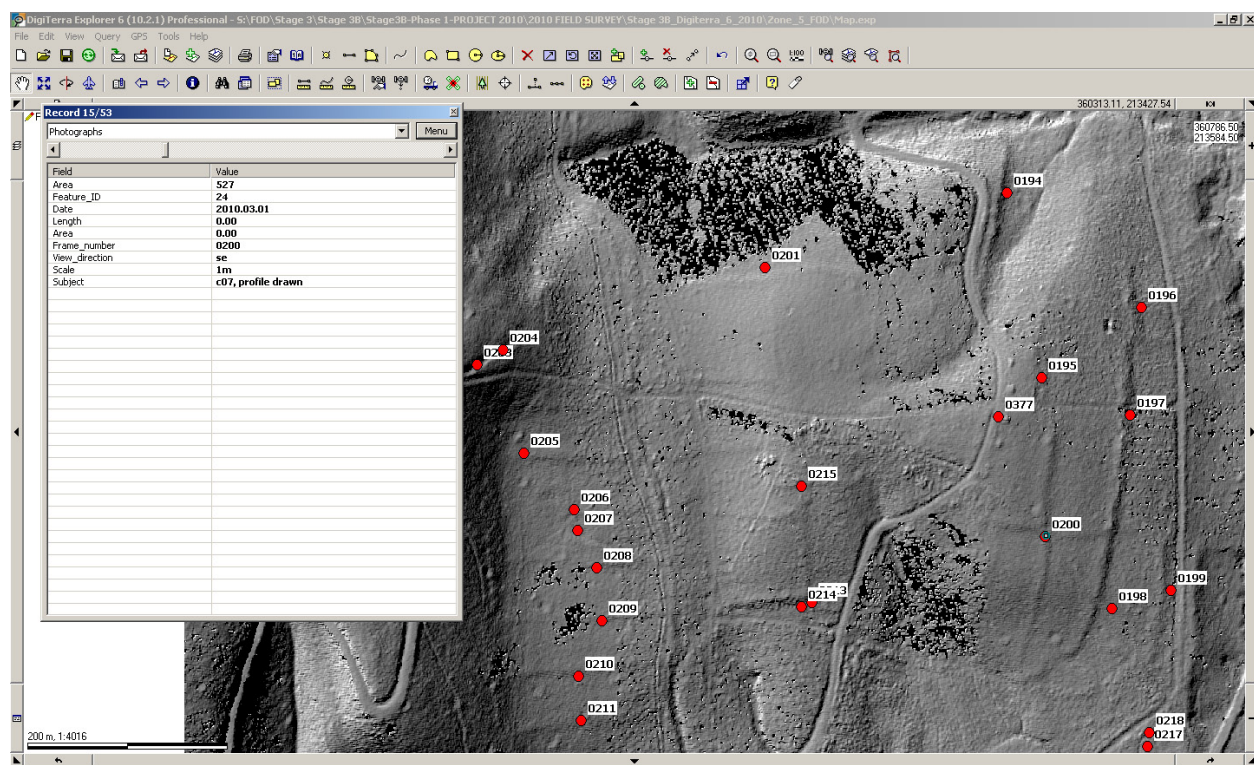 DigiTerra Explorer 6 (10.2.1) Professional - S:\FOD\Stage 3\Stage 3B\Stage3B-Phase 1-PROJECT 2010\2010 FIELD SURVEY\Stage 3B_Digiterra_6_2010\Zone_5_FOD\Map.exp
File Edit View Query GPS Tools Help
360313.11, 213427.54
Record 15/53
Photographs Menu
360786.50
213584.50
Field Value
Area 527
Feature_ID 24
Date 2010.03.01
Length 0.00
Area 0.00
Frame_number 0200
View_direction se
Scale 1m
Subject c07, profile drawn
0194
0201
0196
0204
0195
0197
0377
0205
0215
0206
0207
0200
0208
0199
0214
0198
0209
0210
0211
0218
0217
200 m, 1:4016